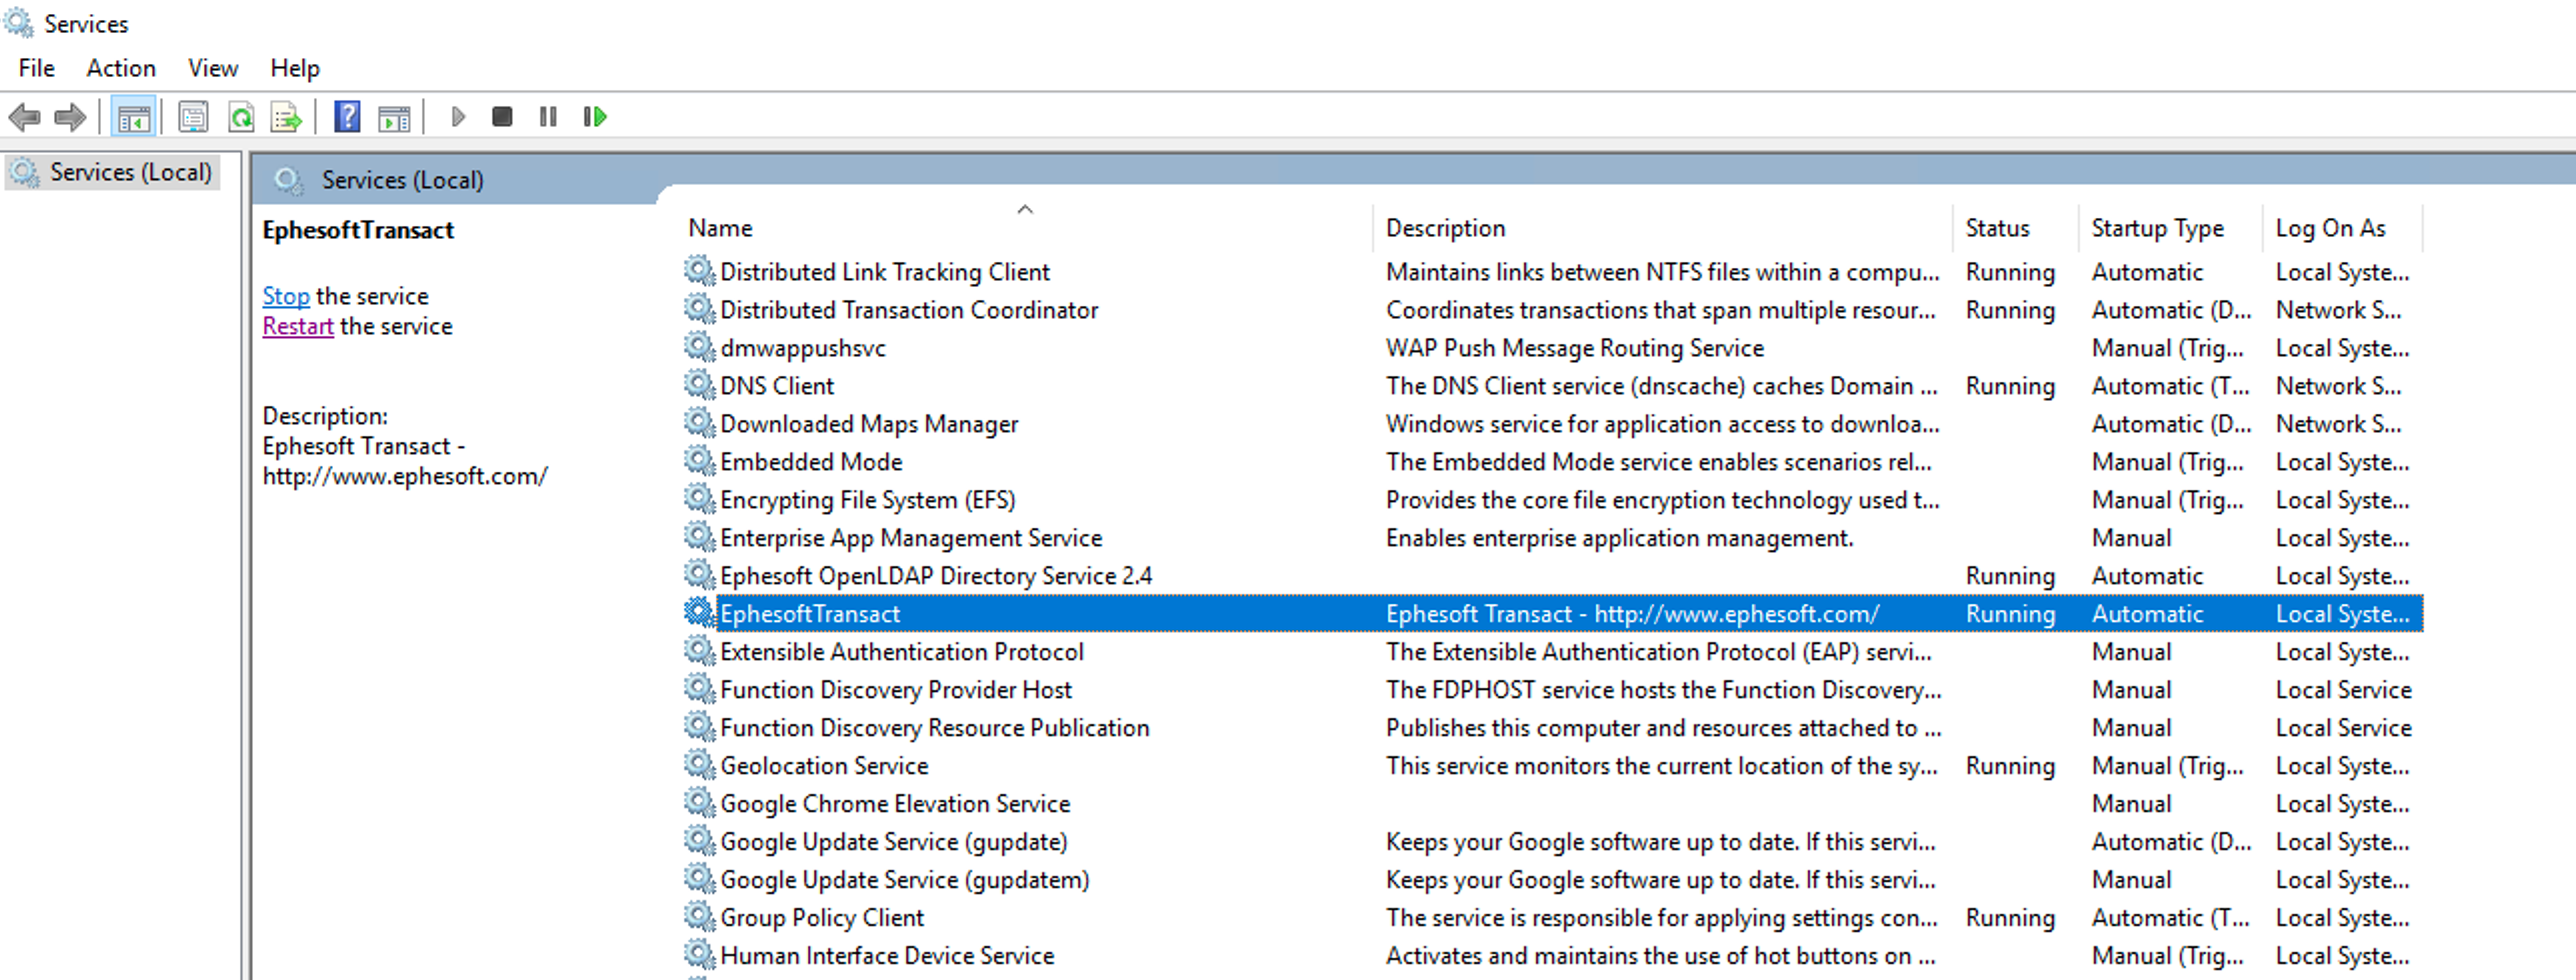 Services
File Action View Help
Services (Local)
Services (Local)
EphesoftTransact
Stop the service
Restart the service
Description:
Ephesoft Transact -
http://www.ephesoft.com/
Name Description Status Startup Type Log On As
Distributed Link Tracking Client Maintains links between NTFS files within a compu... Running Automatic Local Syste...
Distributed Transaction Coordinator Coordinates transactions that span multiple resour... Running Automatic (D... Network S...
dmwappushsvc WAP Push Message Routing Service Manual (Trig... Local Syste...
DNS Client The DNS Client service (dnscache) caches Domain ... Running Automatic (T... Network S...
Downloaded Maps Manager Windows service for application access to downloa... Automatic (D... Network S...
Embedded Mode The Embedded Mode service enables scenarios rel... Manual (Trig... Local Syste...
Encrypting File System (EFS) Provides the core file encryption technology used t... Manual (Trig... Local Syste...
Enterprise App Management Service Enables enterprise application management. Manual Local Syste...
Ephesoft OpenLDAP Directory Service 2.4 Running Automatic Local Syste...
EphesoftTransact Ephesoft Transact - http://www.ephesoft.com/ Running Automatic Local Syste...
Extensible Authentication Protocol The Extensible Authentication Protocol (EAP) servi... Manual Local Syste...
Function Discovery Provider Host The FDPHOST service hosts the Function Discovery... Manual Local Service
Function Discovery Resource Publication Publishes this computer and resources attached to ... Manual Local Service
Geolocation Service This service monitors the current location of the sy... Running Manual (Trig... Local Syste...
Google Chrome Elevation Service Manual Local Syste...
Google Update Service (gupdate) Keeps your Google software up to date. If this servi... Automatic (D... Local Syste...
Google Update Service (gupdatem) Keeps your Google software up to date. If this servi... Manual Local Syste...
Group Policy Client The service is responsible for applying settings con... Running Automatic (T... Local Syste...
Human Interface Device Service Activates and maintains the use of hot buttons on ... Manual (Trig... Local Syste...